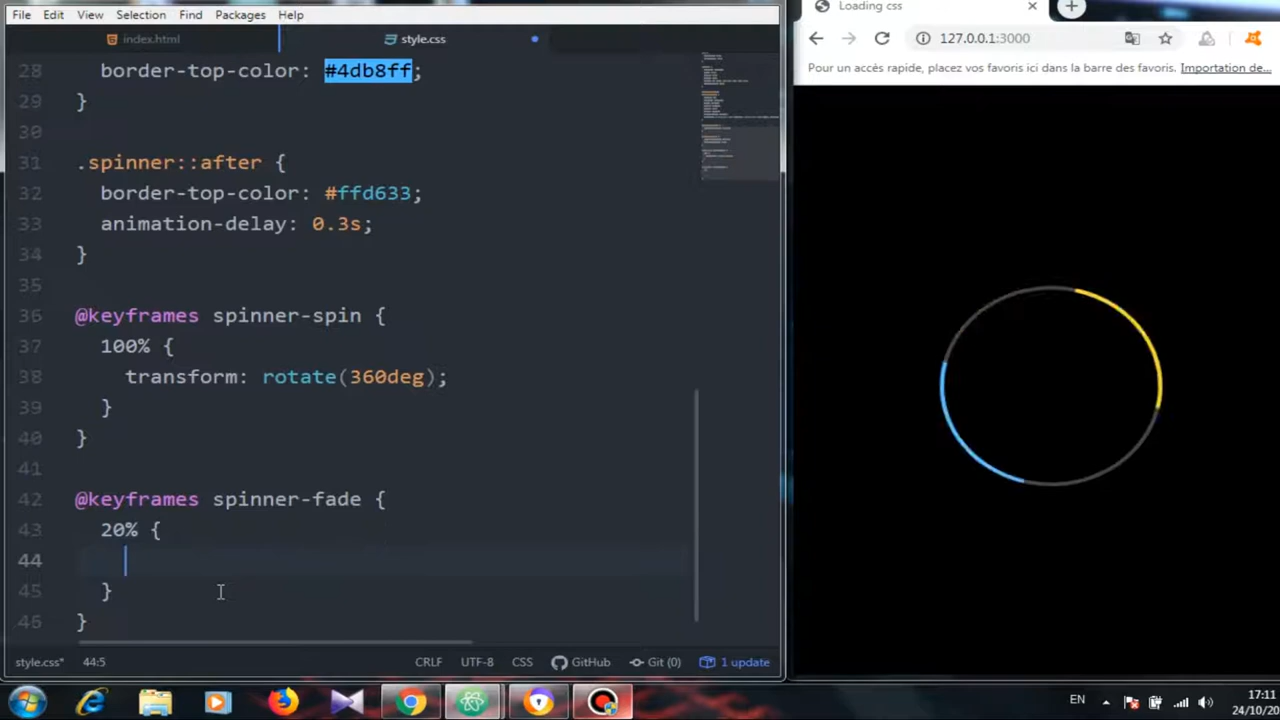 File Edit View Selection Find Packages Help
index.html
style.css
28 border-top-color: #4db8ff;
29 }
30
31 .spinner::after {
32 border-top-color: #ffd633;
33 animation-delay: 0.3s;
34 }
35
36 @keyframes spinner-spin {
37 100% {
38 transform: rotate(360deg);
39 }
40 }
41
42 @keyframes spinner-fade {
43 20% {
44
45 }
46 }
style.css* 44:5 CRLF UTF-8 CSS GitHub Git (0) 1 update
Loading css
127.0.0.1:3000
Pour un accès rapide, placez vos favoris ici dans la barre des favoris. Importation de...
EN
17:11
24/10/20